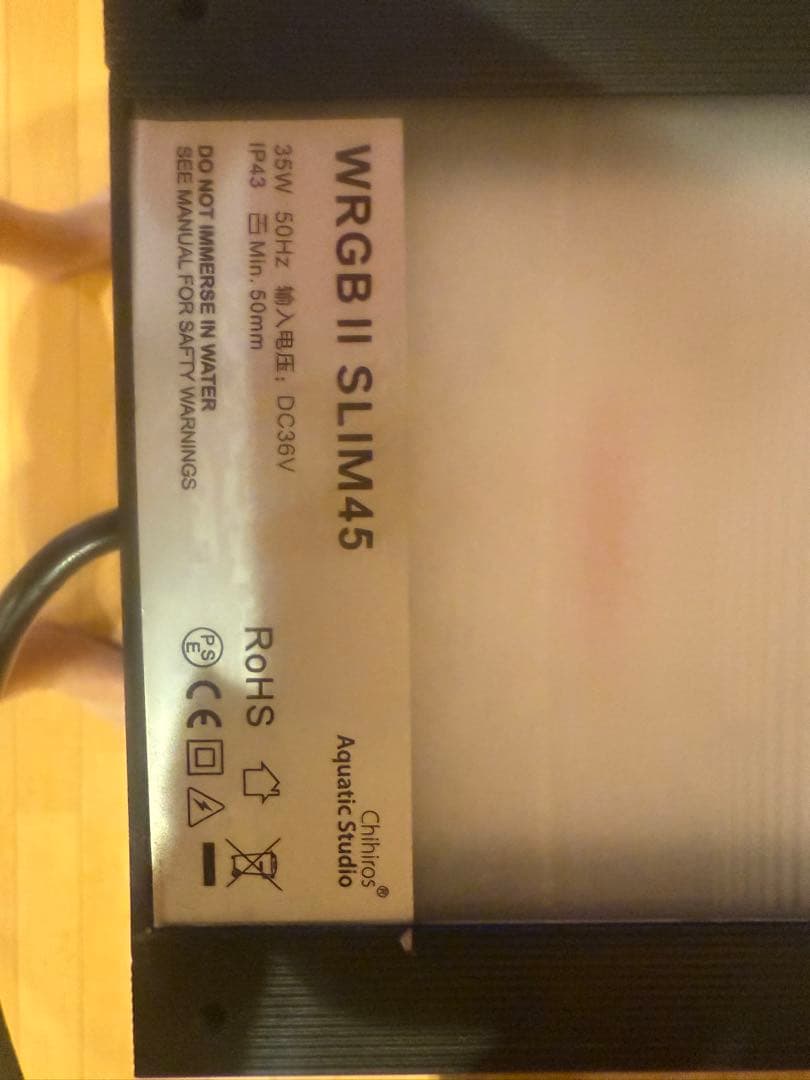 WRGB II SLIM45
35W 50Hz 输入电压: DC36V
IP43 Min. 50mm
DO NOT IMMERSE IN WATER
SEE MANUAL FOR SAFTY WARNINGS
Chihiros®
Aquatic Studio
RoHS
PS
E
CE